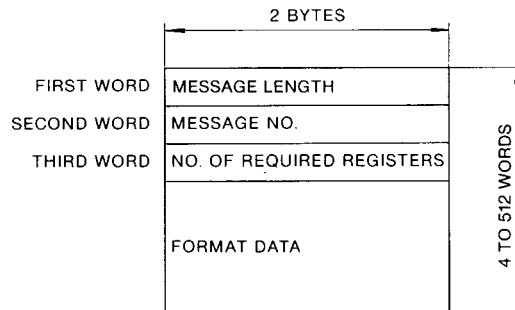 2 BYTES
FIRST WORD MESSAGE LENGTH
SECOND WORD MESSAGE NO.
THIRD WORD NO. OF REQUIRED REGISTERS
FORMAT DATA
4 TO 512 WORDS